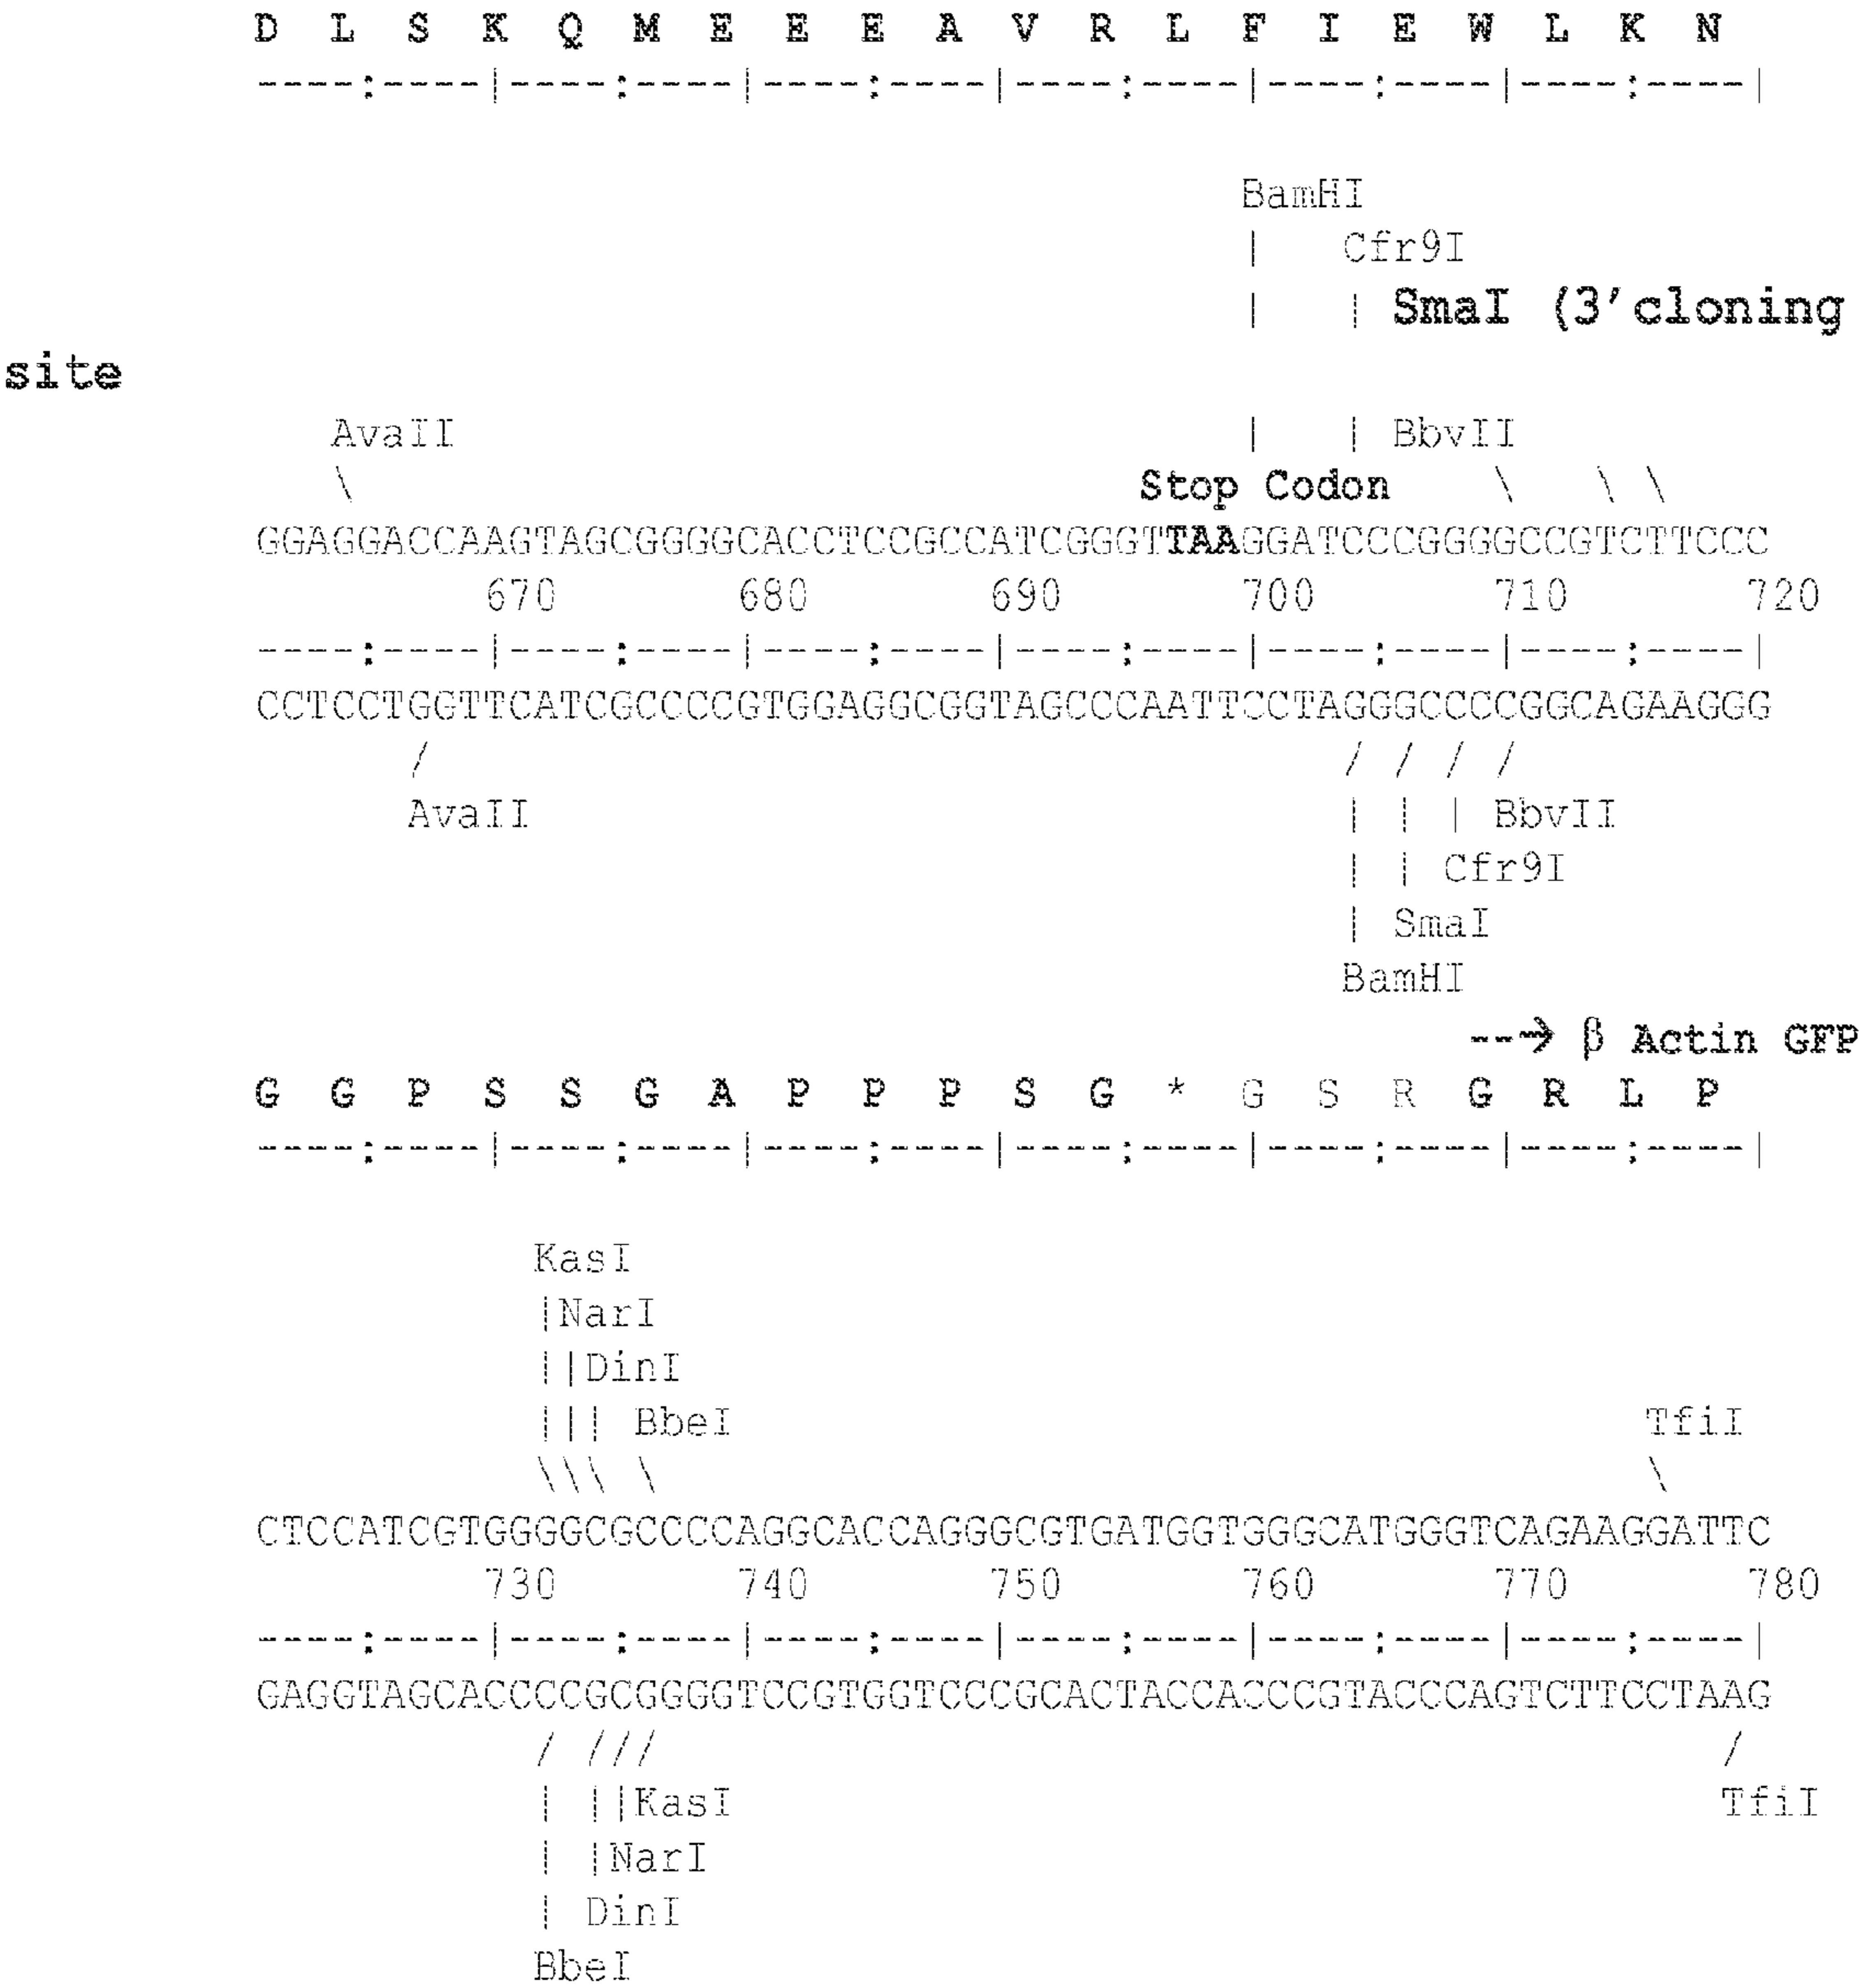 D L S K Q M E E E A V R L F I E W L K N
----:----|----:----|----:----|----:----|----:----|----:----|
BamHI
| Cfr9I
| | SmaI (3'cloning
site
AvaII | | BbvII
\ Stop Codon \ \ \
GGAGGACCAAGTAGCGGGGCACCTCCGCCATCGGGTTAAGGATCCCGGGGCCGTCTTCCC
670 680 690 700 710 720
----:----|----:----|----:----|----:----|----:----|----:----|
CCTCCTGGTTCATCGCCCCGTGGAGGCGGTAGCCCAATTCCTAGGGCCCCGGCAGAAGGG
/ / / / /
AvaII | | | BbvII
| | Cfr9I
| SmaI
BamHI
--→ β Actin GFP
G G P S S G A P P P S G * G S R G R L P
----:----|----:----|----:----|----:----|----:----|----:----|
KasI
|NarI
||DinI
||| BbeI TfiI
\\\ \ \
CTCCATCGTGGGGCGCCCCAGGCACCAGGGCGTGATGGTGGGCATGGGTCAGAAGGATTC
730 740 750 760 770 780
----:----|----:----|----:----|----:----|----:----|----:----|
GAGGTAGCACCCCGCGGGGTCCGTGGTCCCGCACTACCACCCGTACCCAGTCTTCCTAAG
/ /// /
| ||KasI TfiI
| |NarI
| DinI
BbeI